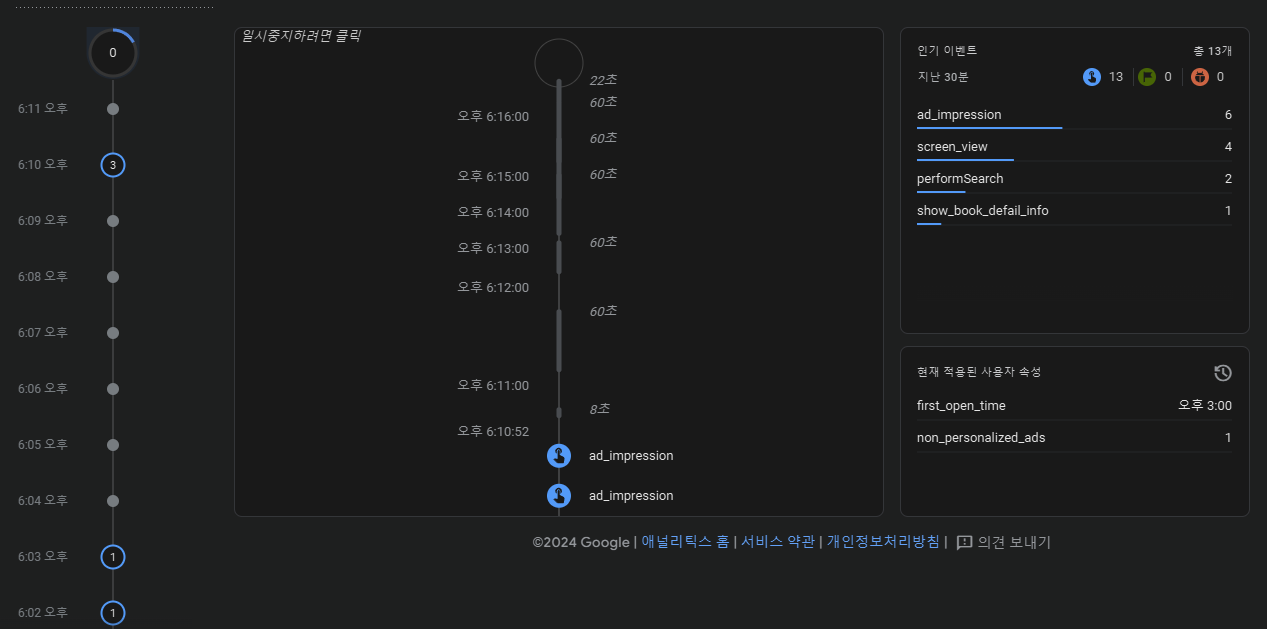 0
6:11 오후
6:10 오후 3
6:09 오후
6:08 오후
6:07 오후
6:06 오후
6:05 오후
6:04 오후
6:03 오후 1
6:02 오후 1
일시중지하려면 클릭
22초
60초
오후 6:16:00
60초
60초
오후 6:15:00
오후 6:14:00
60초
오후 6:13:00
오후 6:12:00
60초
오후 6:11:00
8초
오후 6:10:52
ad_impression
ad_impression
인기 이벤트 총 13개
지난 30분 13 0 0
ad_impression 6
screen_view 4
performSearch 2
show_book_defail_info 1
현재 적용된 사용자 속성
first_open_time 오후 3:00
non_personalized_ads 1
©2024 Google | 애널리틱스 홈 | 서비스 약관 | 개인정보처리방침 | 의견 보내기